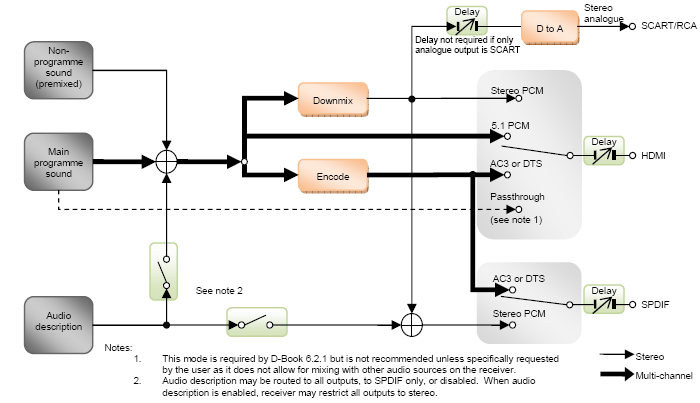 Delay
Stereo
analogue
D to A
SCART/RCA
Delay not required if only
analogue output is SCART
Non-
programme
sound
(premixed)
Downmix
Stereo PCM
5.1 PCM
Main
programme
sound
Delay
HDMI
AC3 or DTS
Encode
Passthrough
(see note 1)
AC3 or DTS
See note 2
Delay
SPDIF
Audio
description
Stereo PCM
Notes:
1. This mode is required by D-Book 6.2.1 but is not recommended unless specifically requested
by the user as it does not allow for mixing with other audio sources on the receiver.
2. Audio description may be routed to all outputs, to SPDIF only, or disabled. When audio
description is enabled, receiver may restrict all outputs to stereo.
Stereo
Multi-channel